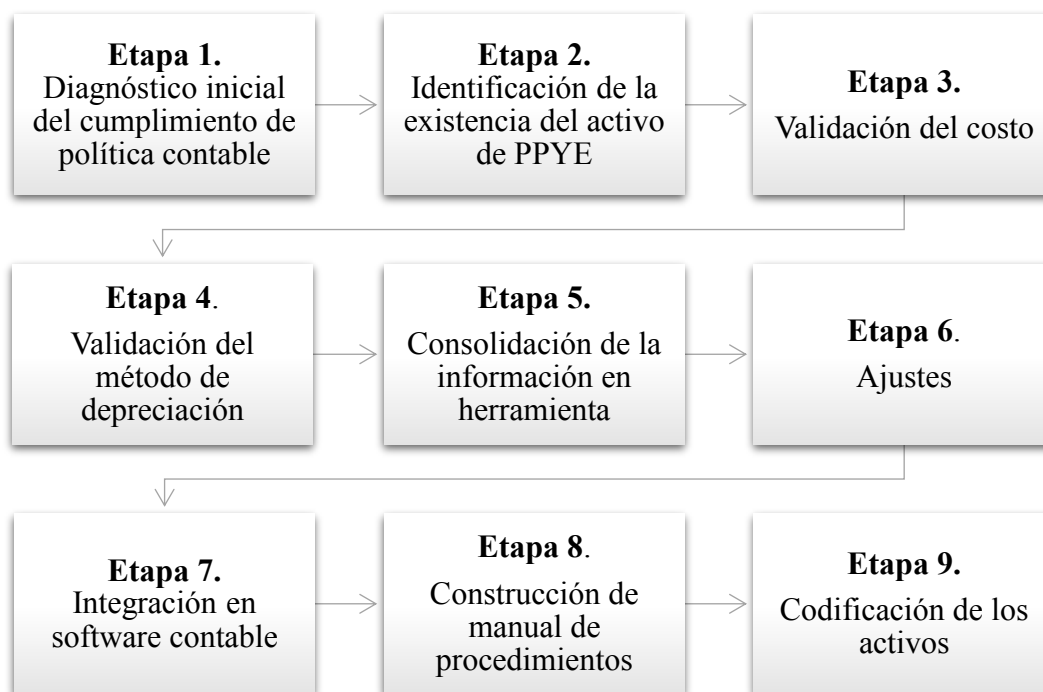 Etapa 1.
Diagnóstico inicial
del cumplimiento de
política contable
Etapa 2.
Identificación de la
existencia del activo
de PPYE
Etapa 3.
Validación del costo
Etapa 4.
Validación del
método de
depreciación
Etapa 5.
Consolidación de la
información en
herramienta
Etapa 6.
Ajustes
Etapa 7.
Integración en
software contable
Etapa 8.
Construcción de
manual de
procedimientos
Etapa 9.
Codificación de los
activos